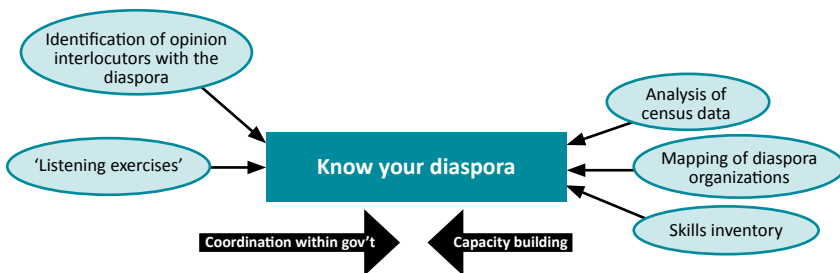 Identification of opinion
interlocutors with the
diaspora
‘Listening exercises’
Know your diaspora
Analysis of
census data
Mapping of diaspora
organizations
Skills inventory
Coordination within gov’t
Capacity building